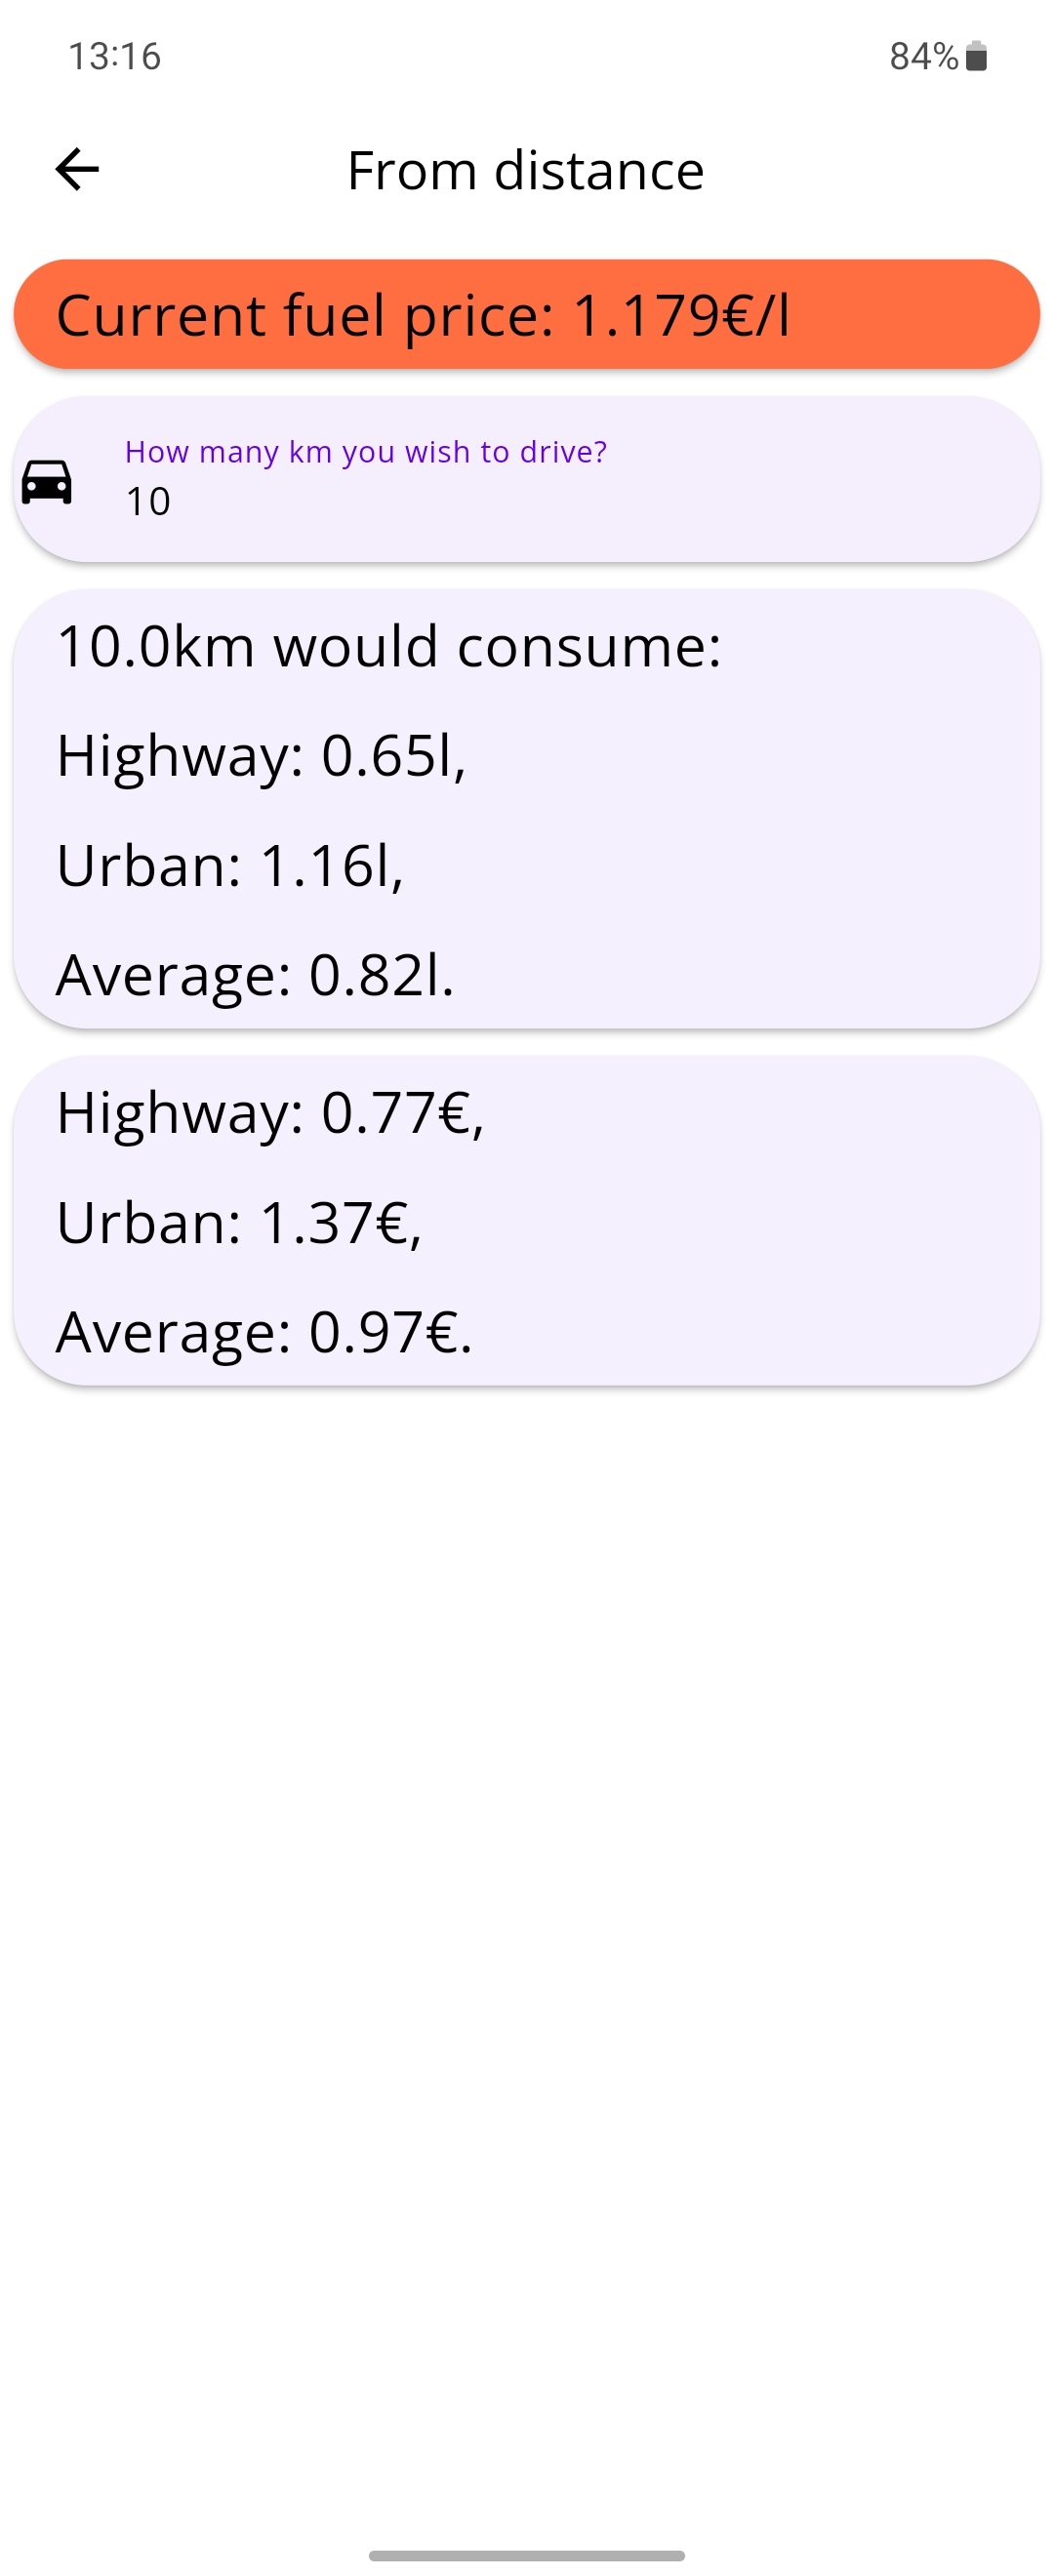 13:16 84%
From distance
Current fuel price: 1.179€/l
How many km you wish to drive?
10
10.0km would consume:
Highway: 0.65l,
Urban: 1.16l,
Average: 0.82l.
Highway: 0.77€,
Urban: 1.37€,
Average: 0.97€.